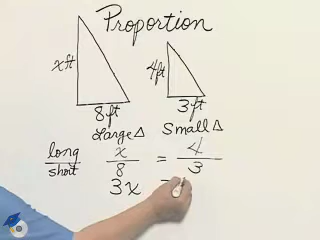 Proportion
x ft
4 ft
8 ft
3 ft
Large △
Small △
long
short
x
8
=
4
3
3x =